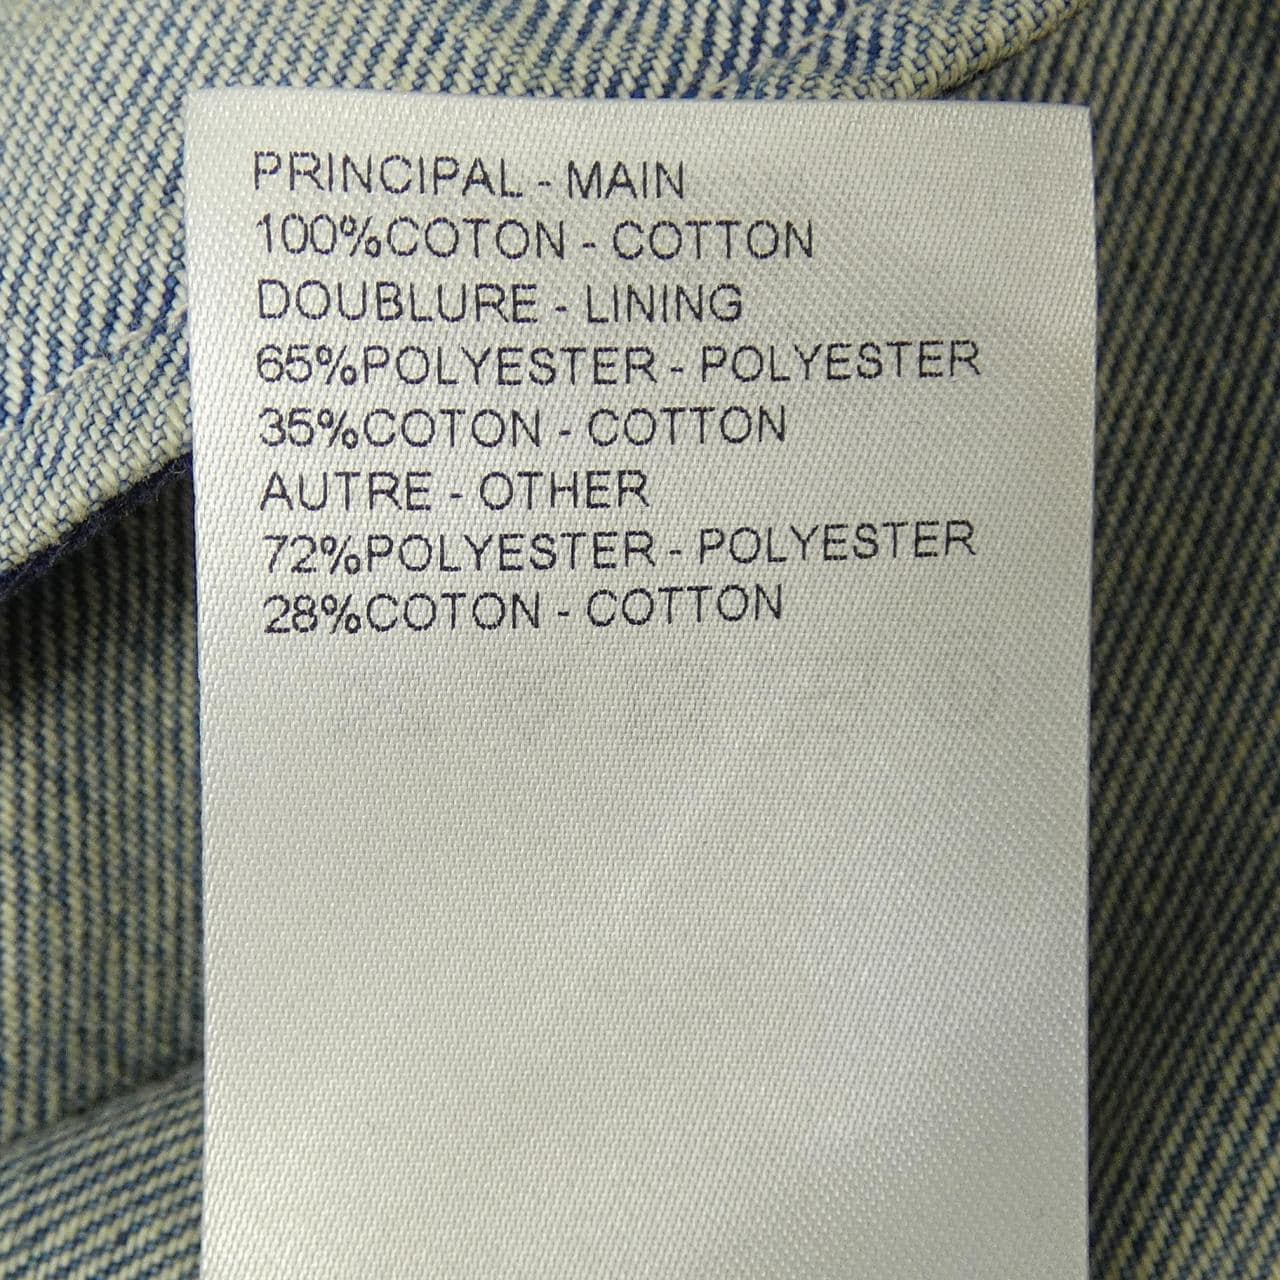 PRINCIPAL - MAIN
100%COTON - COTTON
DOUBLURE - LINING
65%POLYESTER - POLYESTER
35%COTON - COTTON
AUTRE - OTHER
72%POLYESTER - POLYESTER
28%COTON - COTTON